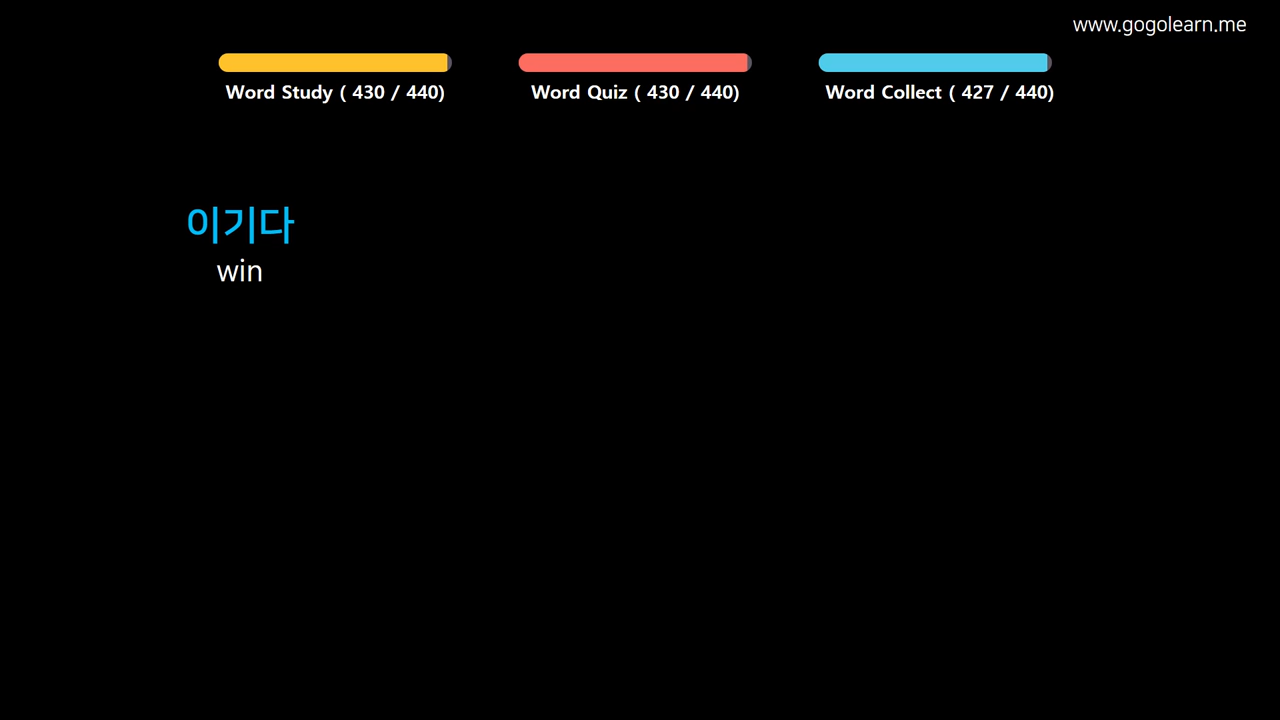 www.gogolearn.me
Word Study ( 430 / 440)
Word Quiz ( 430 / 440)
Word Collect ( 427 / 440)
이기다
win